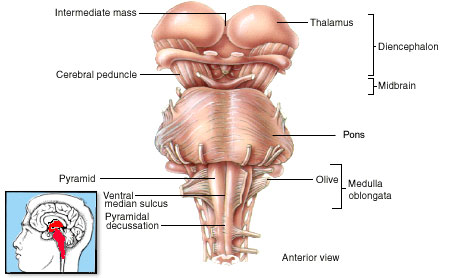 Intermediate mass
Thalamus
Diencephalon
Cerebral peduncle
Midbrain
Pons
Pyramid
Olive
Medulla
oblongata
Ventral
median sulcus
Pyramidal
decussation
Anterior view